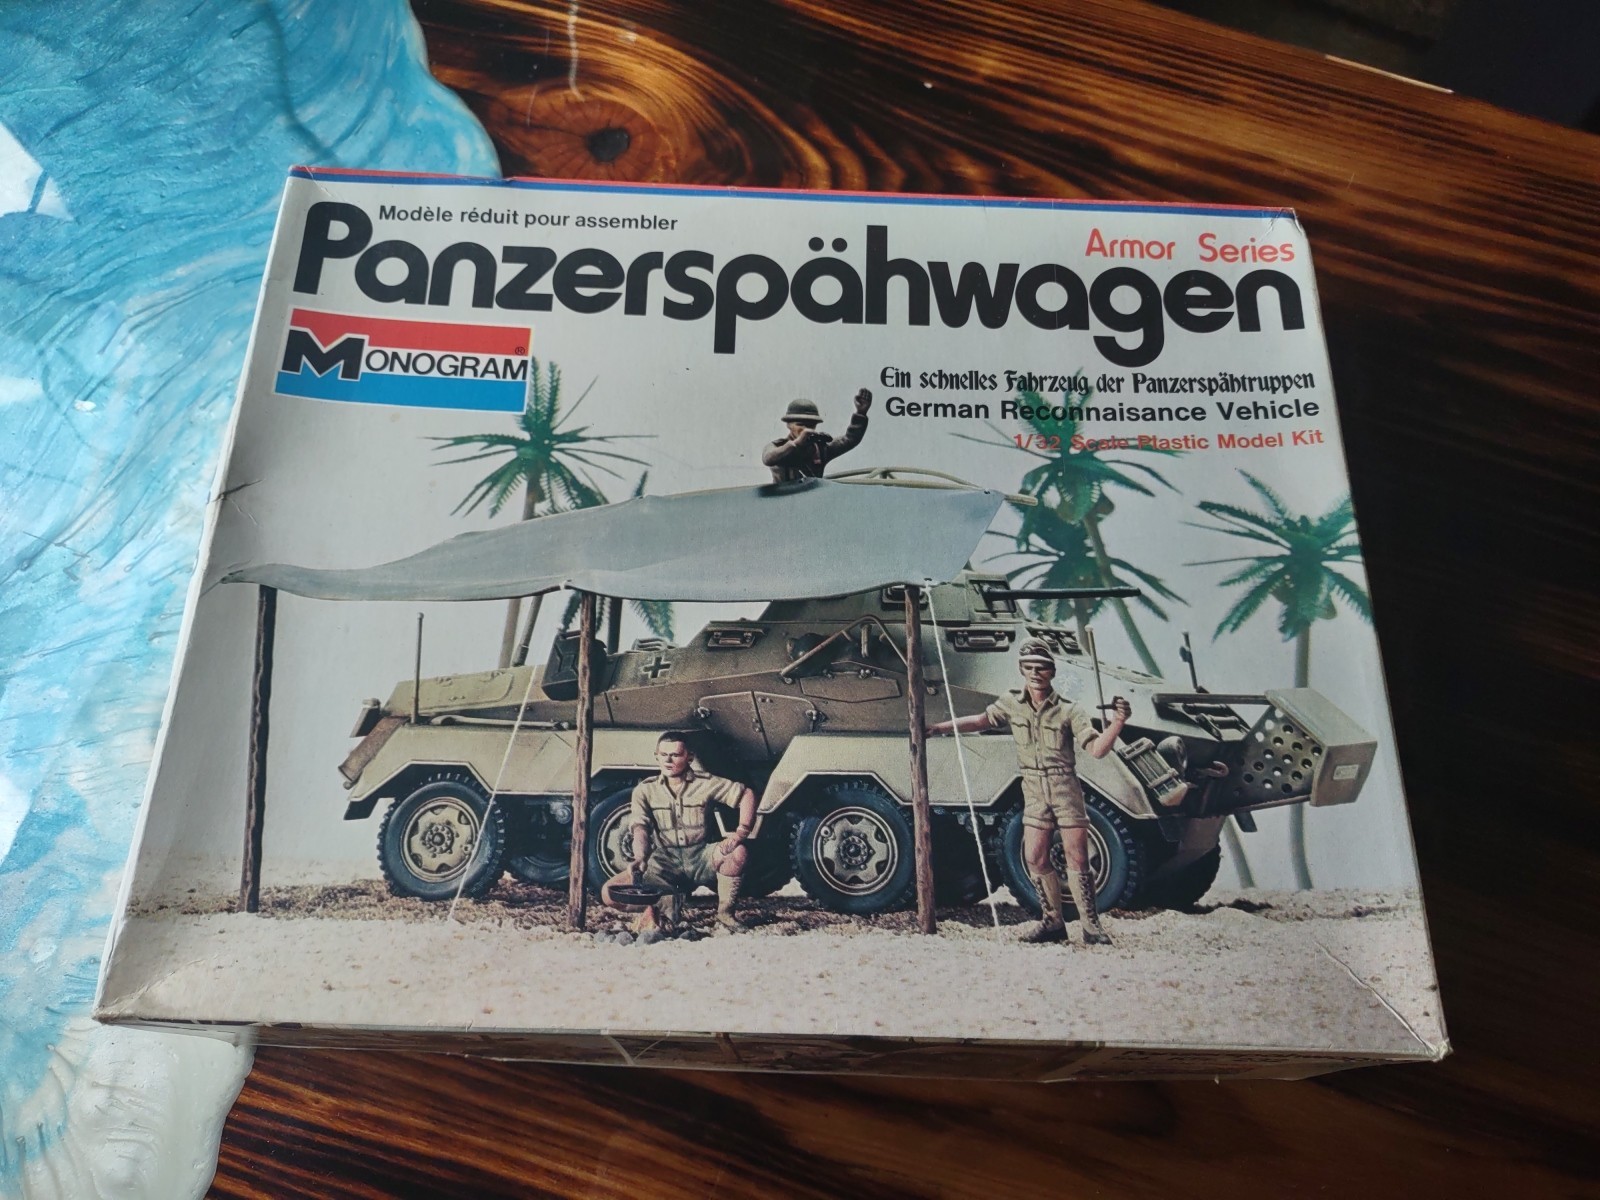 Modèle réduit pour assembler
Armor Series
Panzerspähwagen
MONOGRAM®
Ein schnelles Fahrzeug der Panzerspähtruppen
German Reconnaisance Vehicle
1/32 Scale Plastic Model Kit